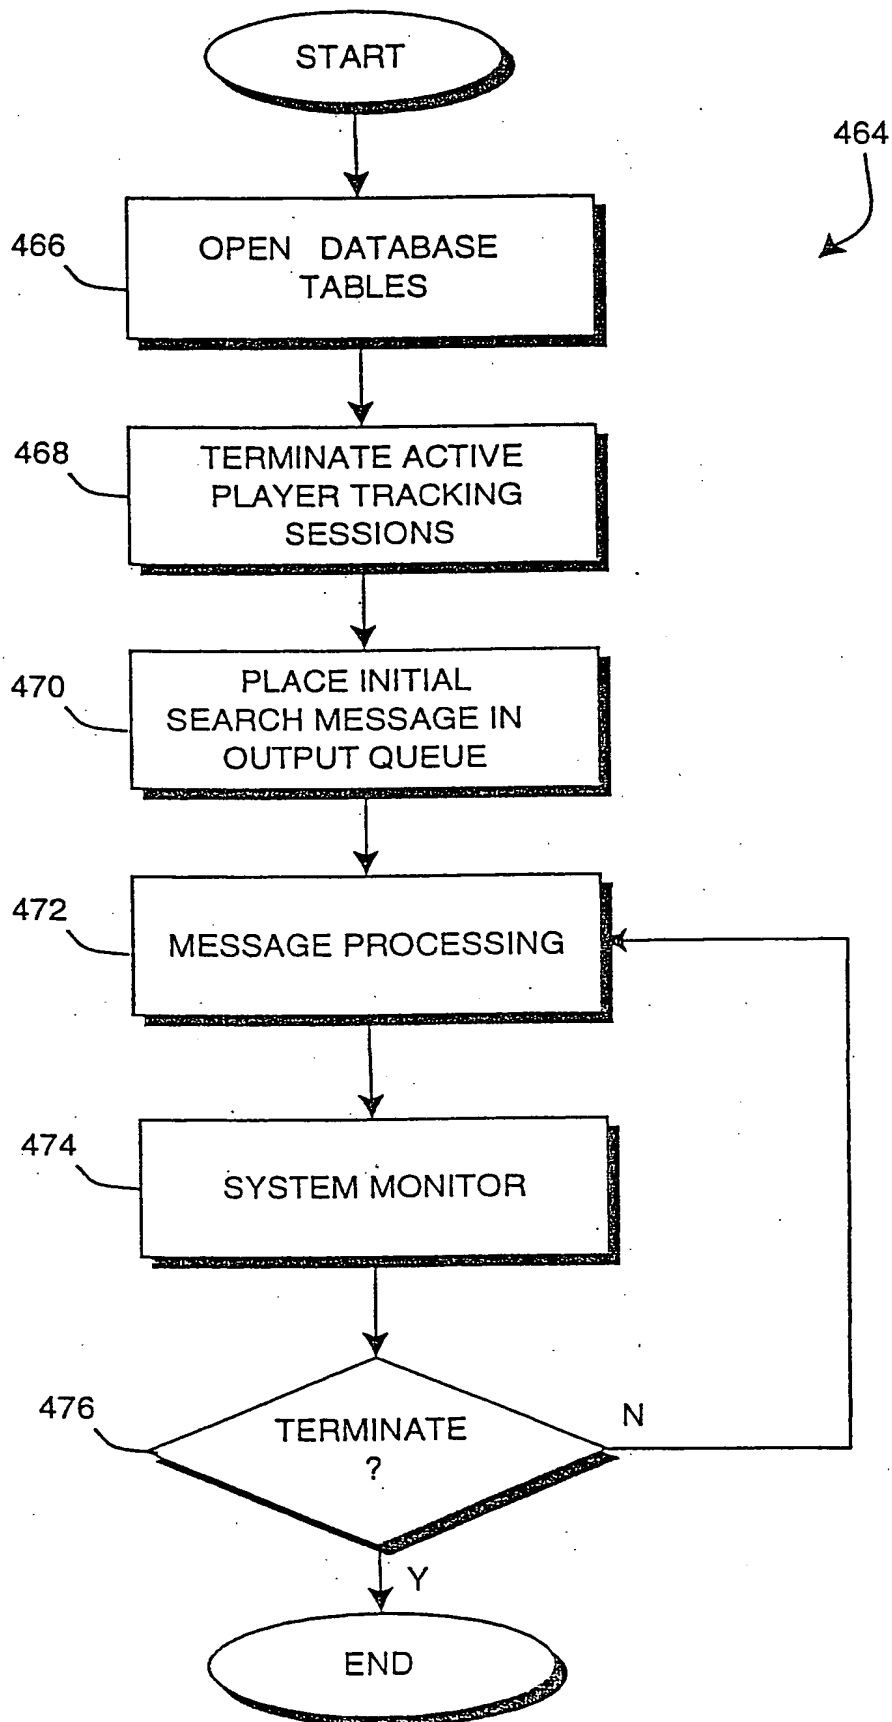 START
464
466
OPEN DATABASE
TABLES
468
TERMINATE ACTIVE
PLAYER TRACKING
SESSIONS
470
PLACE INITIAL
SEARCH MESSAGE IN
OUTPUT QUEUE
472
MESSAGE PROCESSING
474
SYSTEM MONITOR
476
TERMINATE
?
N
Y
END